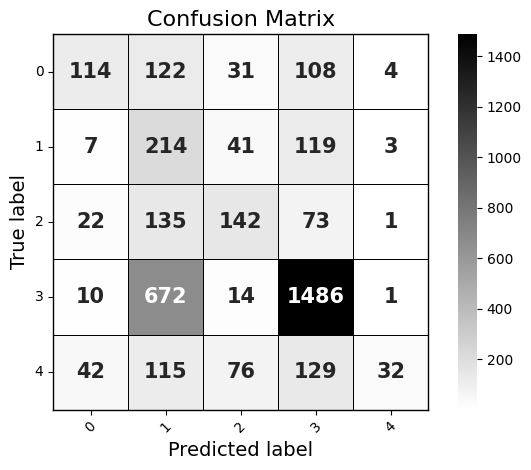 Confusion Matrix
True label
0 114 122 31 108 4
1 7 214 41 119 3
2 22 135 142 73 1
3 10 672 14 1486 1
4 42 115 76 129 32
0 1 2 3 4
Predicted label
1400
1200
1000
800
600
400
200